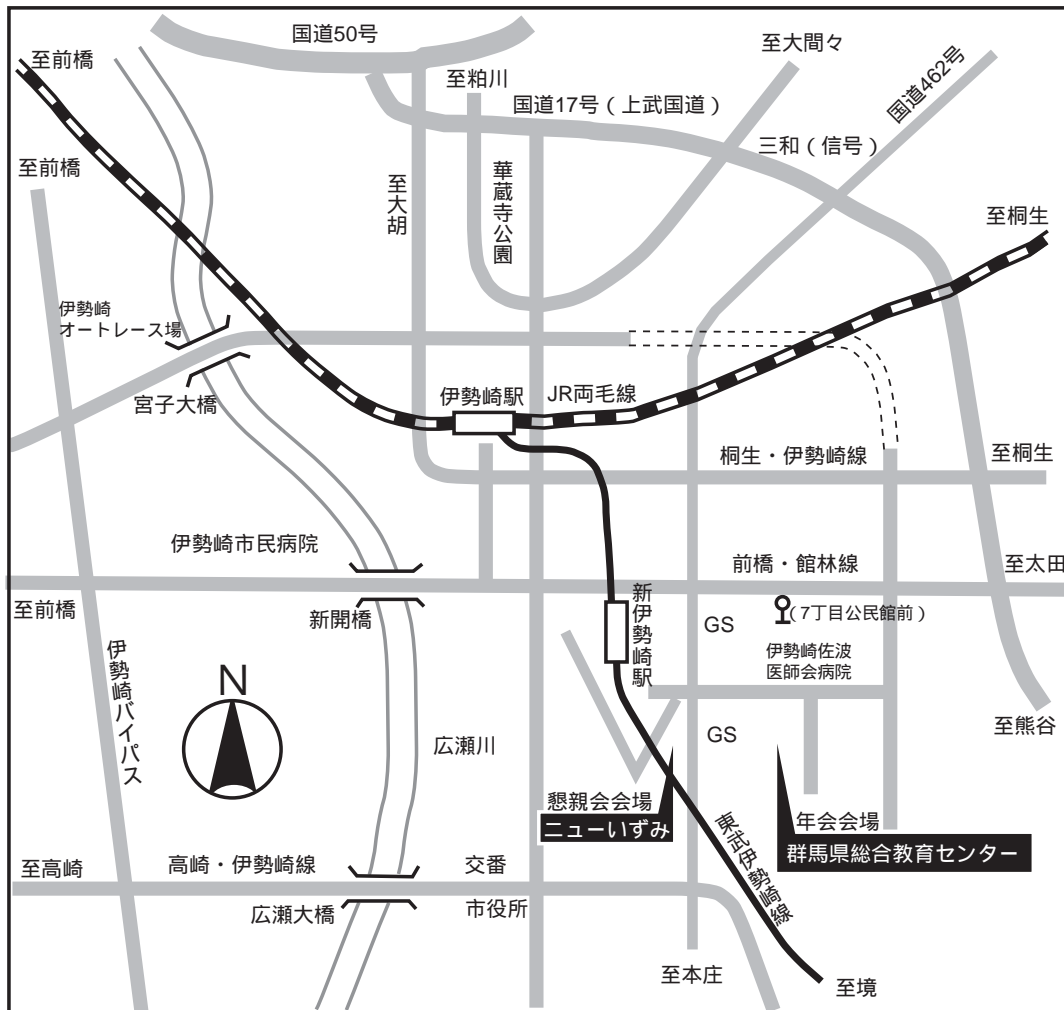 国道50号
至前橋
至大間々
至粕川
国道462号
国道17号（上武国道）
三和（信号）
至前橋
至大胡
華蔵寺公園
至桐生
伊勢崎
オートレース場
宮子大橋
伊勢崎駅
JR両毛線
桐生・伊勢崎線
至桐生
伊勢崎市民病院
前橋・館林線
至太田
至前橋
新開橋
新伊勢崎駅
GS
（7丁目公民館前）
伊勢崎佐波
医師会病院
伊勢崎バイパス
N
広瀬川
GS
至熊谷
懇親会会場
ニューいずみ
年会会場
群馬県総合教育センター
東武伊勢崎線
至高崎
高崎・伊勢崎線
交番
広瀬大橋
市役所
至本庄
至境